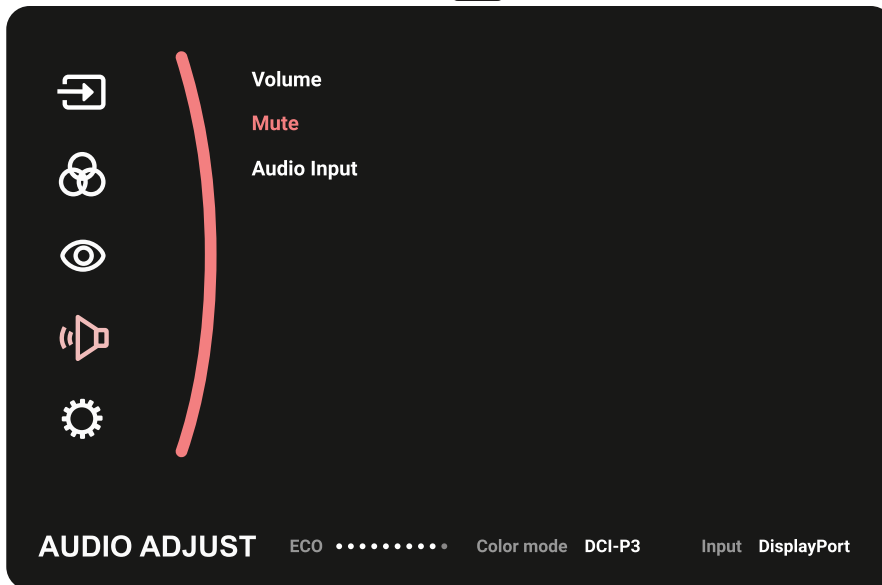 Volume
Mute
Audio Input
AUDIO ADJUST ECO Color mode DCI-P3 Input DisplayPort